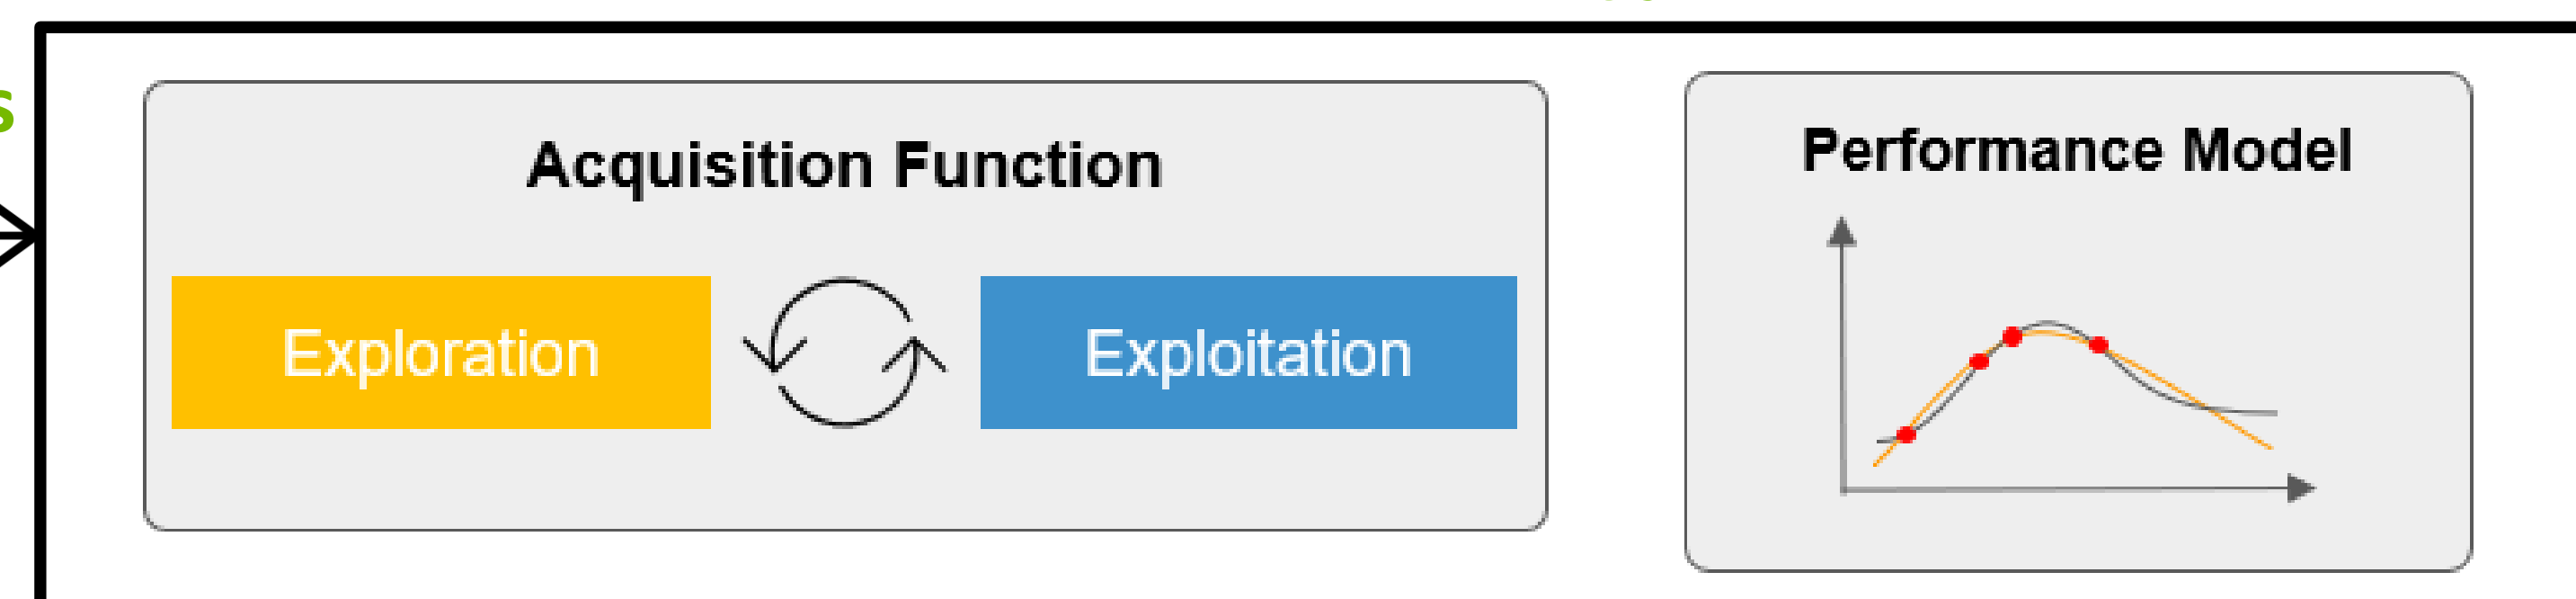 Acquisition Function
Performance Model
Exploration
Exploitation